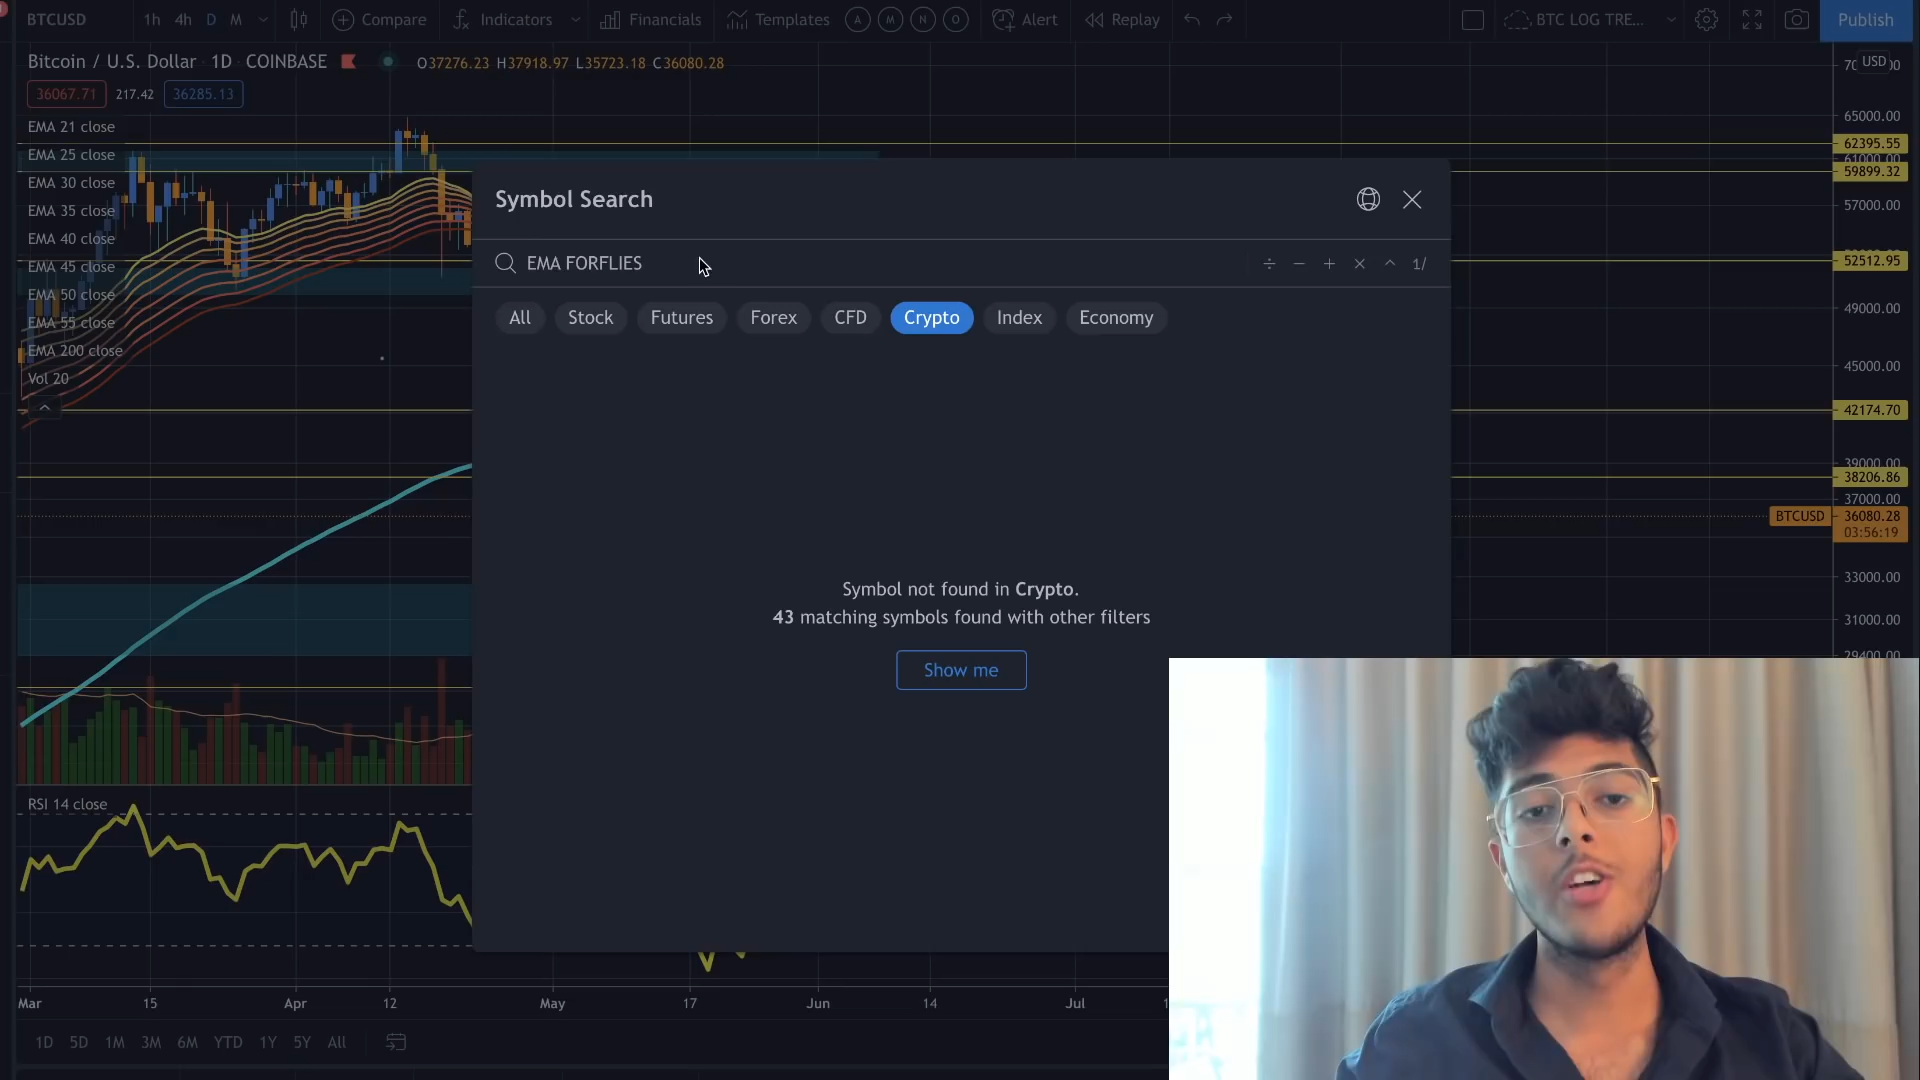 BTCUSD 1h 4h D M Compare Indicators Financials Templates A M N O Alert Replay BTC LOG TRE... Publish
Bitcoin / U.S. Dollar · 1D · COINBASE O37276.23 H37918.97 L35723.18 C36080.28
USD
36067.71 217.42 36285.13
EMA 21 close
65000.00
62395.55
EMA 25 close
61000.00
59899.32
EMA 30 close
Symbol Search
57000.00
EMA 35 close
EMA 40 close
EMA FORFLIES ÷ − + × ^ 1/
52512.95
EMA 45 close
EMA 50 close
49000.00
All Stock Futures Forex CFD Crypto Index Economy
EMA 55 close
EMA 200 close
45000.00
Vol 20
42174.70
39000.00
38206.86
37000.00
BTCUSD 36080.28
03:56:19
33000.00
Symbol not found in Crypto.
43 matching symbols found with other filters
31000.00
29400.00
Show me
RSI 14 close
Mar 15 Apr 12 May 17 Jun 14 Jul
1D 5D 1M 3M 6M YTD 1Y 5Y All